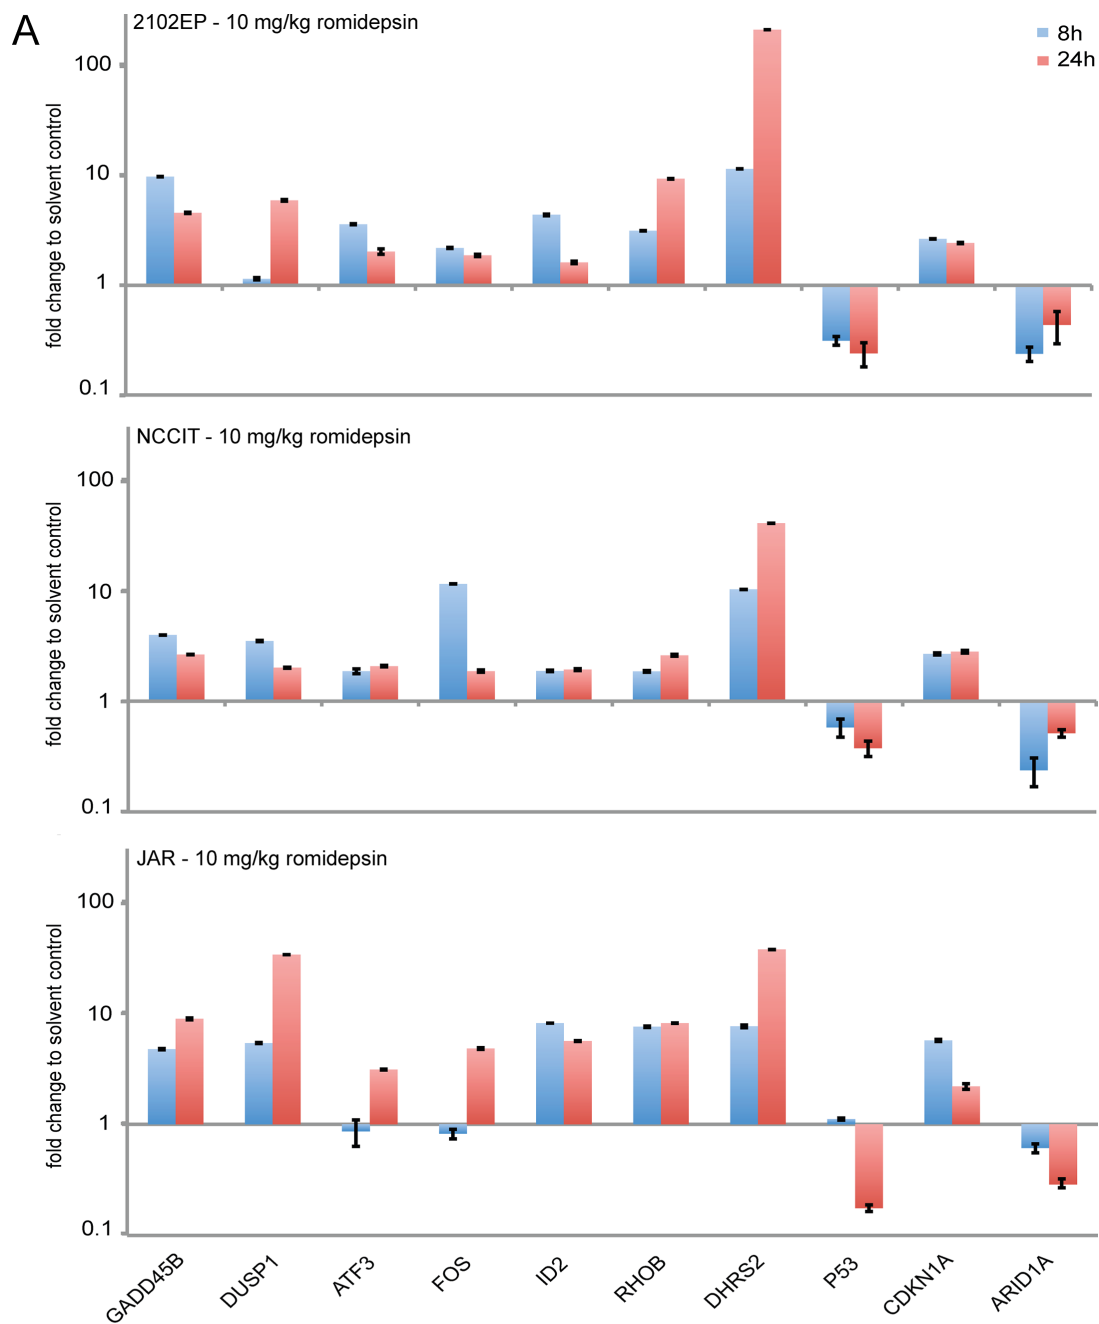 A
2102EP - 10 mg/kg romidepsin
8h
24h
fold change to solvent control
100
10
1
0.1
NCCIT - 10 mg/kg romidepsin
fold change to solvent control
100
10
1
0.1
JAR - 10 mg/kg romidepsin
fold change to solvent control
100
10
1
0.1
GADD45B
DUSP1
ATF3
FOS
ID2
RHOB
DHRS2
P53
CDKN1A
ARID1A